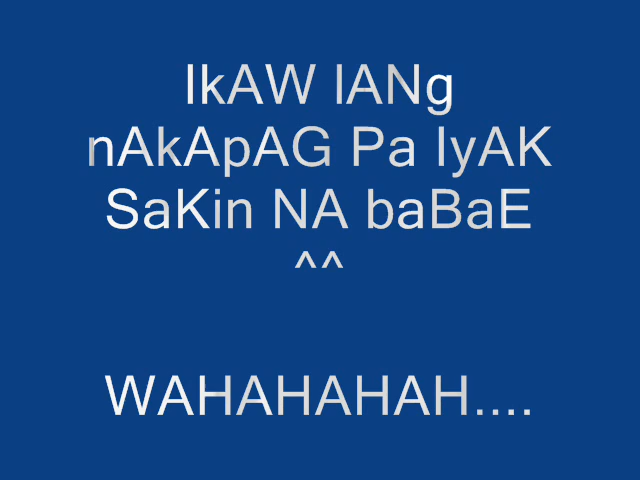 IkAW lANg
nAkApAG Pa IyAK
SaKin NA baBaE
^^
WAHAHAHAH....